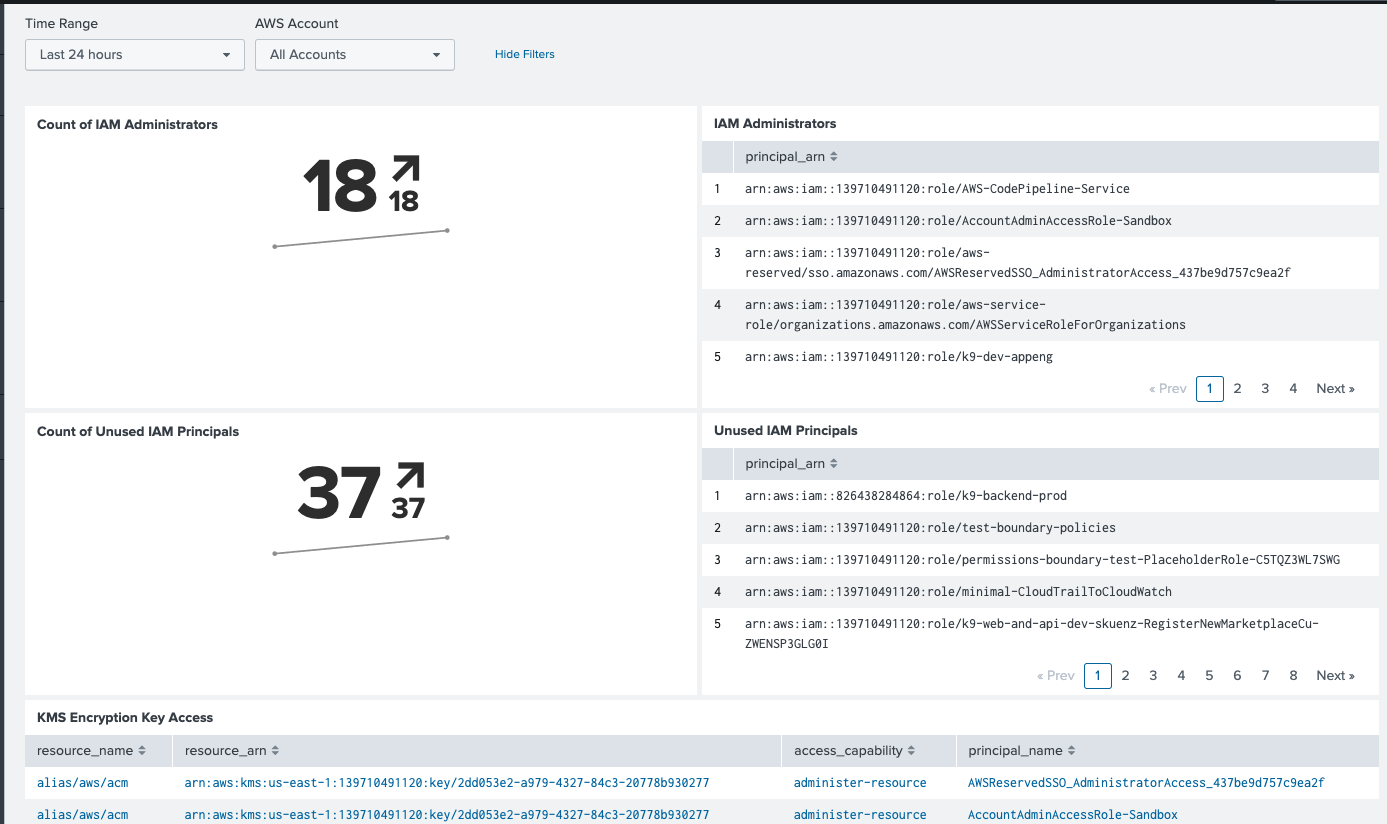 Time Range
AWS Account
Last 24 hours
All Accounts
Hide Filters
Count of IAM Administrators
18
18
IAM Administrators
principal_arn
1 arn:aws:iam::139710491120:role/AWS-CodePipeline-Service
2 arn:aws:iam::139710491120:role/AccountAdminAccessRole-Sandbox
3 arn:aws:iam::139710491120:role/aws-
reserved/sso.amazonaws.com/AWSReservedSSO_AdministratorAccess_437be9d757c9ea2f
4 arn:aws:iam::139710491120:role/aws-service-
role/organizations.amazonaws.com/AWSServiceRoleForOrganizations
5 arn:aws:iam::139710491120:role/k9-dev-appeng
« Prev 1 2 3 4 Next »
Count of Unused IAM Principals
37
37
Unused IAM Principals
principal_arn
1 arn:aws:iam::826438284864:role/k9-backend-prod
2 arn:aws:iam::139710491120:role/test-boundary-policies
3 arn:aws:iam::139710491120:role/permissions-boundary-test-PlaceholderRole-C5TQZ3WL7SWG
4 arn:aws:iam::139710491120:role/minimal-CloudTrailToCloudWatch
5 arn:aws:iam::139710491120:role/k9-web-and-api-dev-skuenz-RegisterNewMarketplaceCu-
ZWENSP3GLG0I
« Prev 1 2 3 4 5 6 7 8 Next »
KMS Encryption Key Access
resource_name resource_arn access_capability principal_name
alias/aws/acm arn:aws:kms:us-east-1:139710491120:key/2dd053e2-a979-4327-84c3-20778b930277 administer-resource AWSReservedSSO_AdministratorAccess_437be9d757c9ea2f
alias/aws/acm arn:aws:kms:us-east-1:139710491120:key/2dd053e2-a979-4327-84c3-20778b930277 administer-resource AccountAdminAccessRole-Sandbox